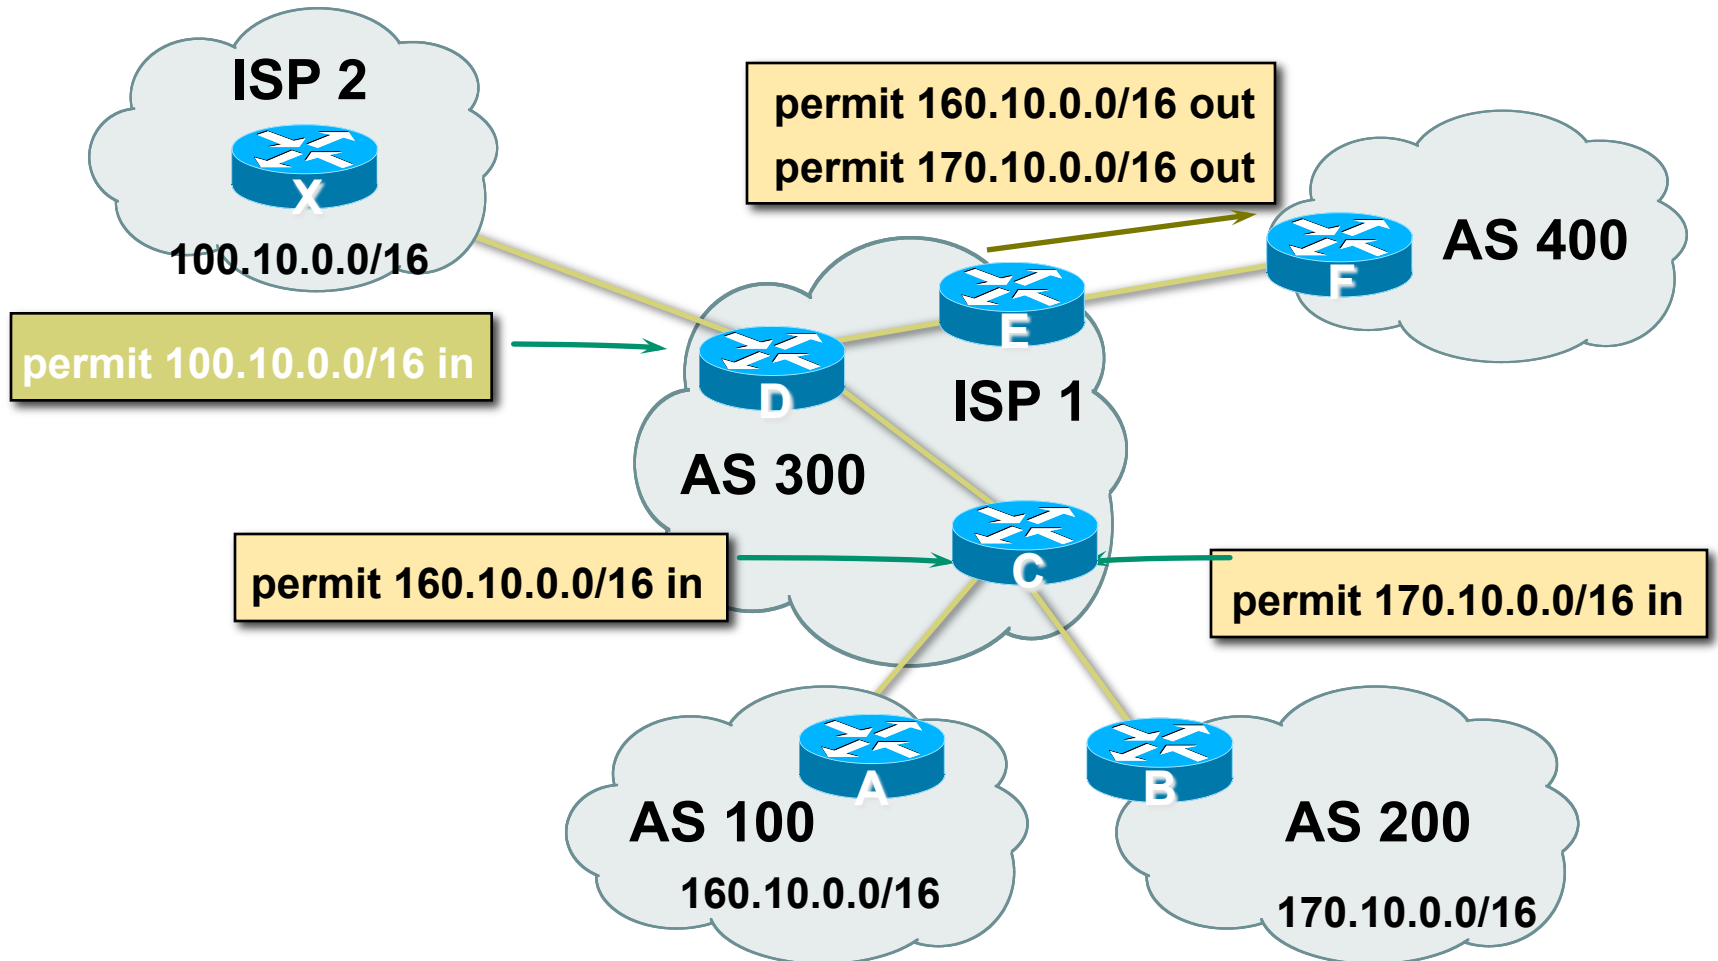 ISP 2
X
100.10.0.0/16
permit 160.10.0.0/16 out
permit 170.10.0.0/16 out
F
AS 400
E
permit 100.10.0.0/16 in
D
ISP 1
AS 300
permit 160.10.0.0/16 in
C
permit 170.10.0.0/16 in
A
AS 100
160.10.0.0/16
B
AS 200
170.10.0.0/16